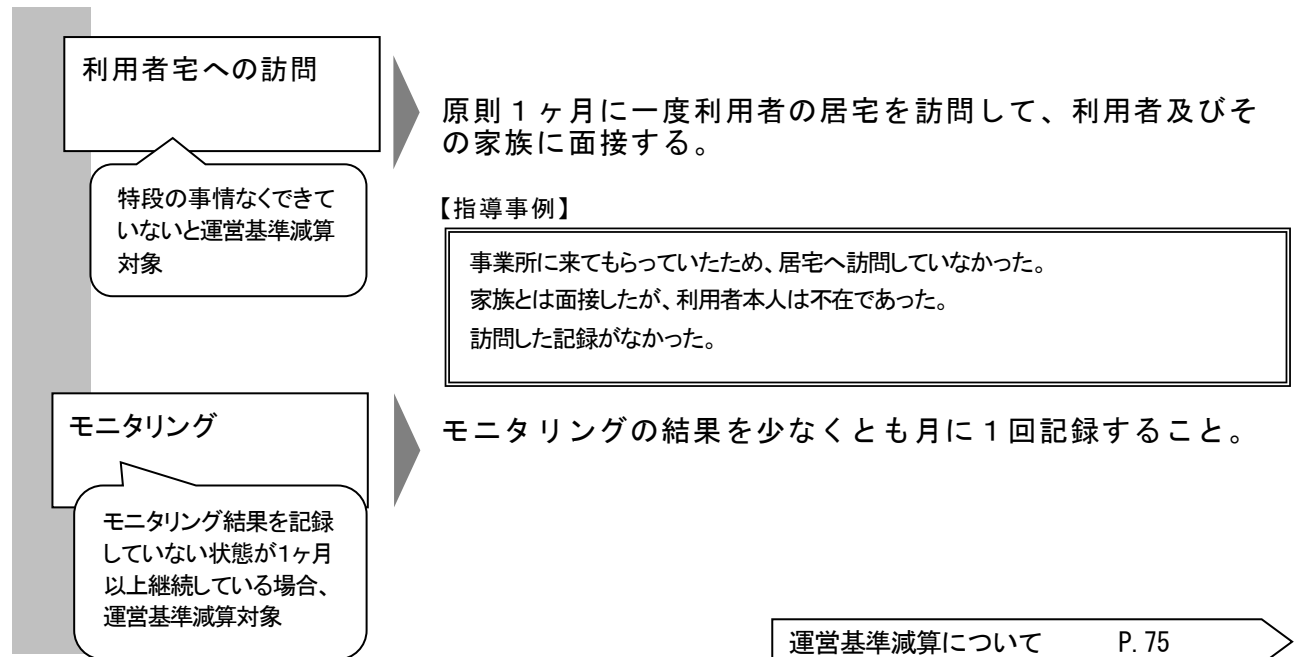 利用者宅への訪問
原則１ヶ月に一度利用者の居宅を訪問して、利用者及びそ
の家族に面接する。
特段の事情なくできて
いないと運営基準減算
対象
【指導事例】
事業所に来てもらっていたため、居宅へ訪問していなかった。
家族とは面接したが、利用者本人は不在であった。
訪問した記録がなかった。
モニタリング
モニタリングの結果を少なくとも月に１回記録すること。
モニタリング結果を記録
していない状態が1ヶ月
以上継続している場合、
運営基準減算対象
運営基準減算について P.75